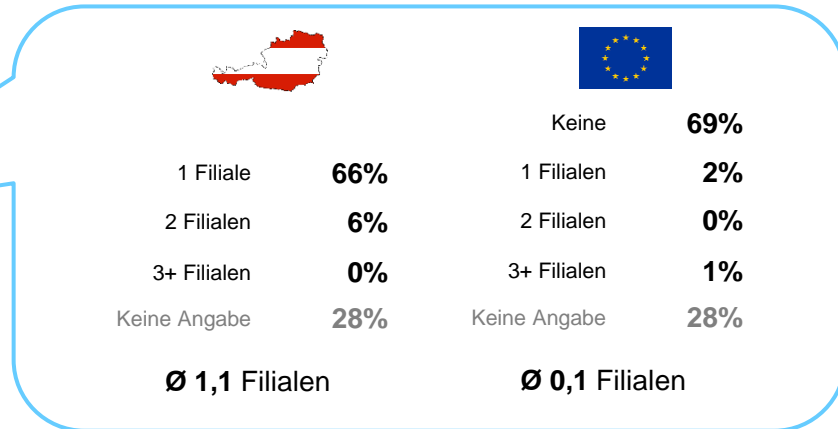 Keine 69%
1 Filiale 66% 1 Filialen 2%
2 Filialen 6% 2 Filialen 0%
3+ Filialen 0% 3+ Filialen 1%
Keine Angabe 28% Keine Angabe 28%
Ø 1,1 Filialen Ø 0,1 Filialen